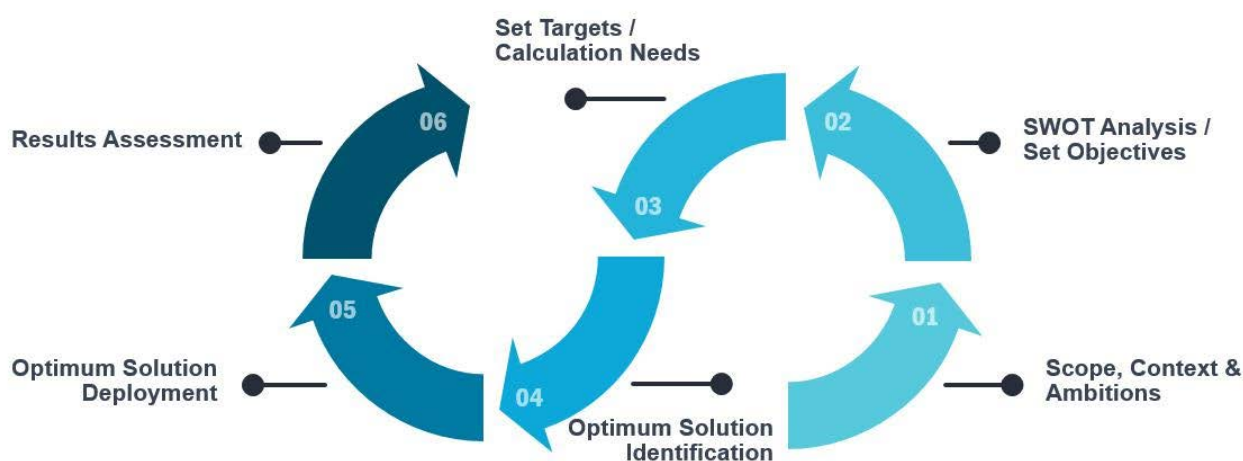 Set Targets /
Calculation Needs
06
02
Results Assessment
SWOT Analysis /
Set Objectives
03
05
01
Optimum Solution
Deployment
04
Scope, Context &
Ambitions
Optimum Solution
Identification